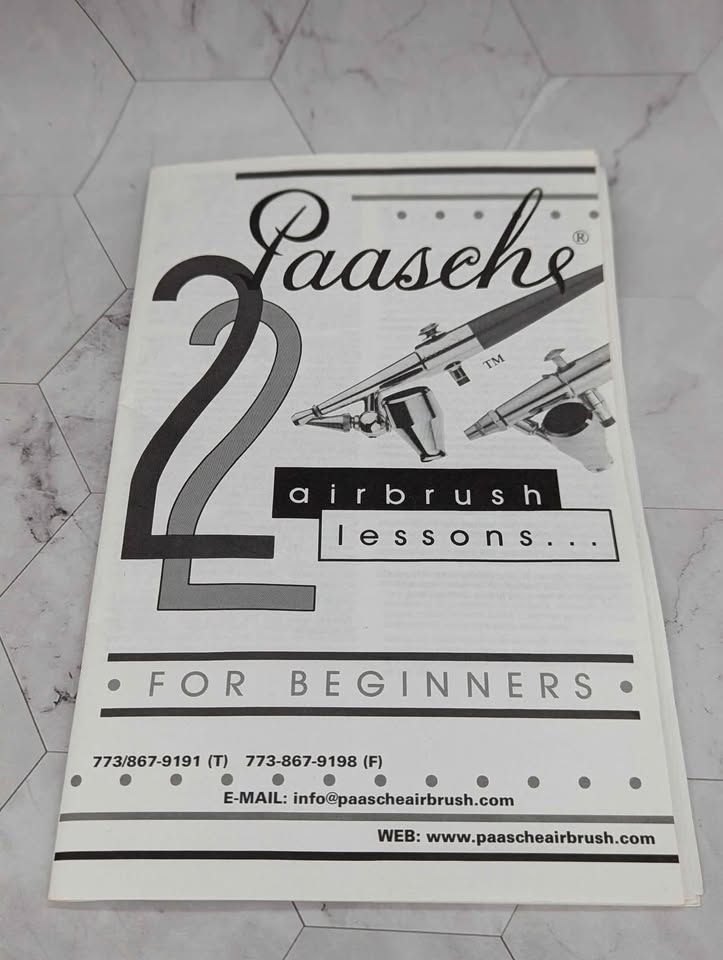 Paasche®
22
TM
airbrush
lessons...
• FOR BEGINNERS •
773/867-9191 (T) 773-867-9198 (F)
E-MAIL: info@paascheairbrush.com
WEB: www.paascheairbrush.com